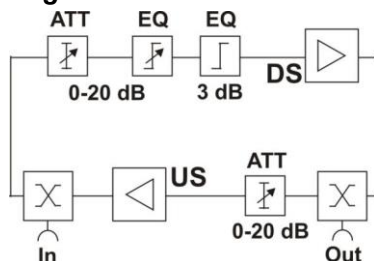 ATT EQ EQ
0-20 dB 3 dB
DS
US
ATT
0-20 dB
In Out